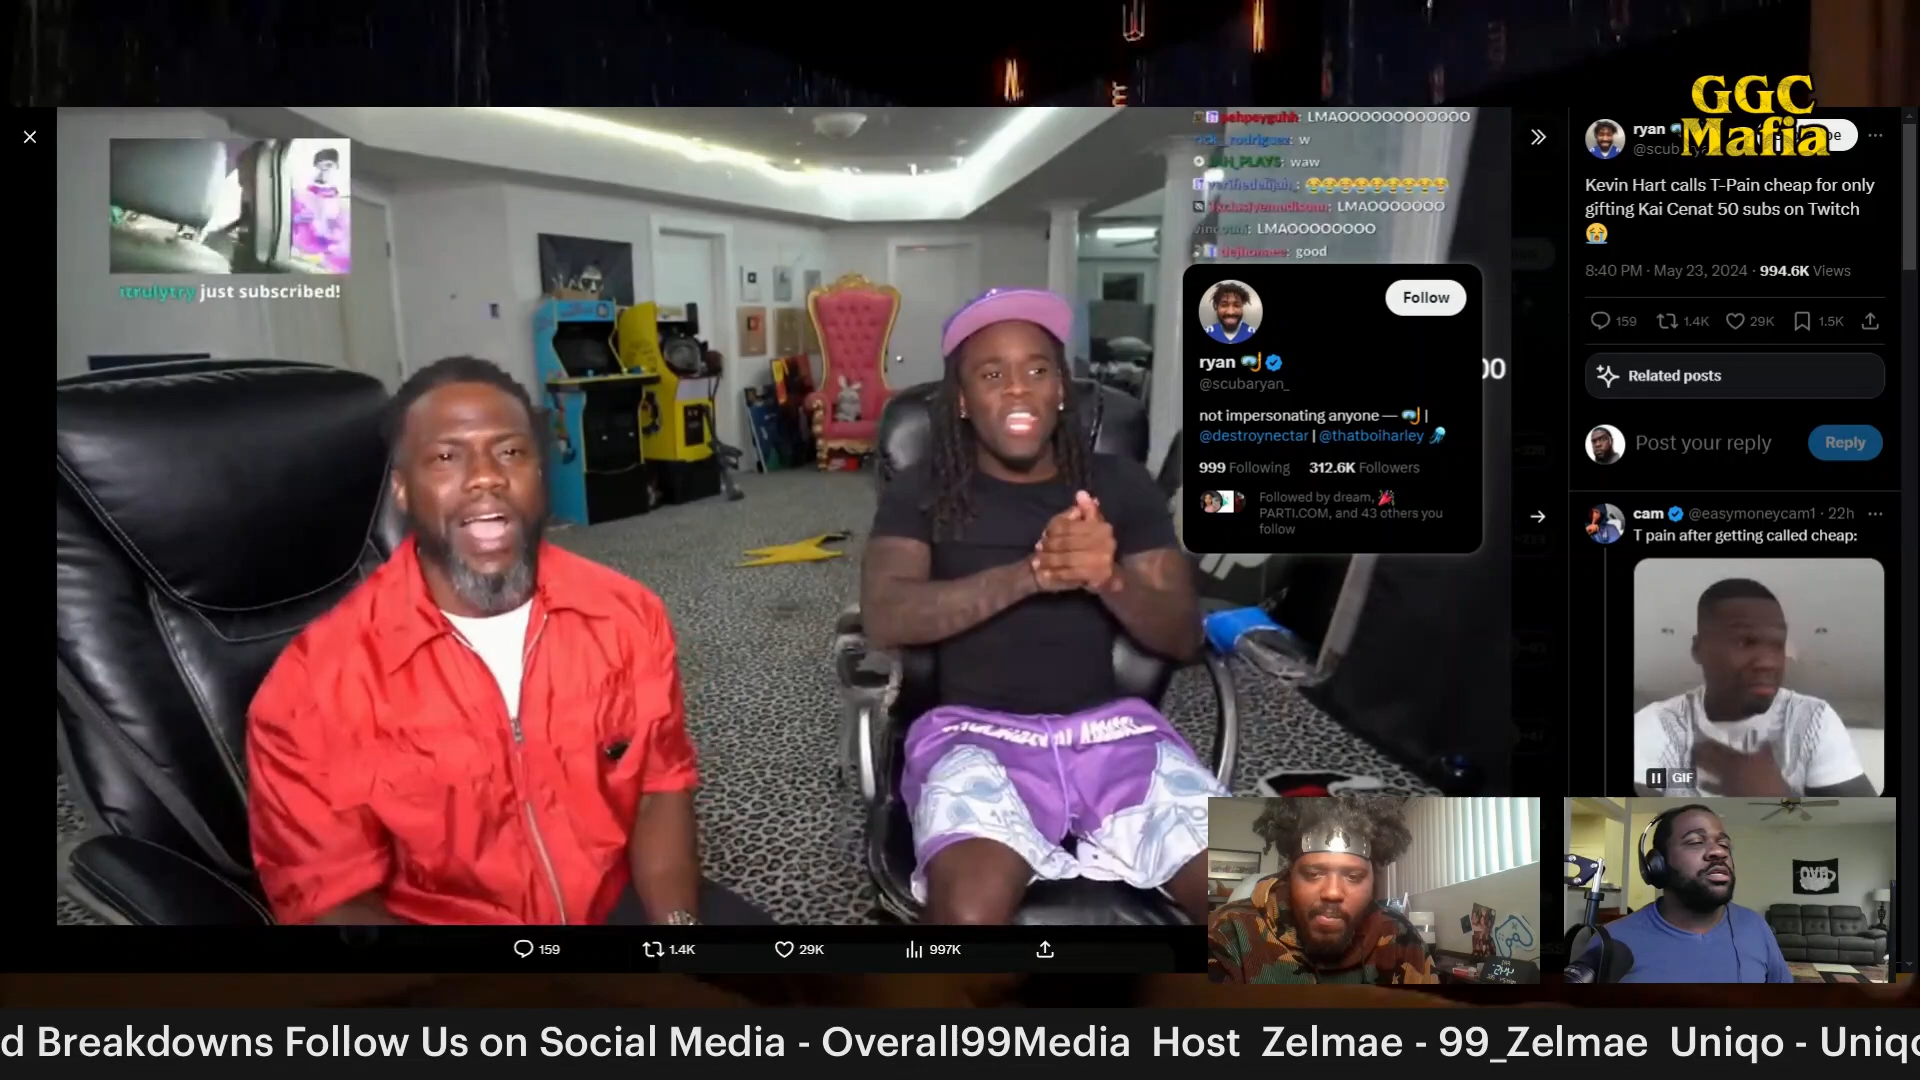 GGC
Mafia
ryan
Kevin Hart calls T-Pain cheap for only
gifting Kai Cenat 50 subs on Twitch
😭
8:40 PM · May 23, 2024 · 994.6K Views
159 1.4K 29K 1.5K
Related posts
Post your reply
Reply
cam @easymoneycam1 · 22h
T pain after getting called cheap:
GIF
itrulytry just subscribed!
LMAOOOOOOOOOOOO
w
JAH_PLAYS: waw
😂😂😂😂😂😂😂😂😂
LMAOOOOOOO
LMAOOOOOOOO
good
Follow
ryan 🤿
@scubaryan_
not impersonating anyone — 🤿 |
@destroynectar | @thatboiharley 🪼
999 Following 312.6K Followers
Followed by dream, 🎉
PARTI.COM, and 43 others you
follow
159 1.4K 29K 997K
d Breakdowns Follow Us on Social Media - Overall99Media Host Zelmae - 99_Zelmae Uniqo - Uniqo